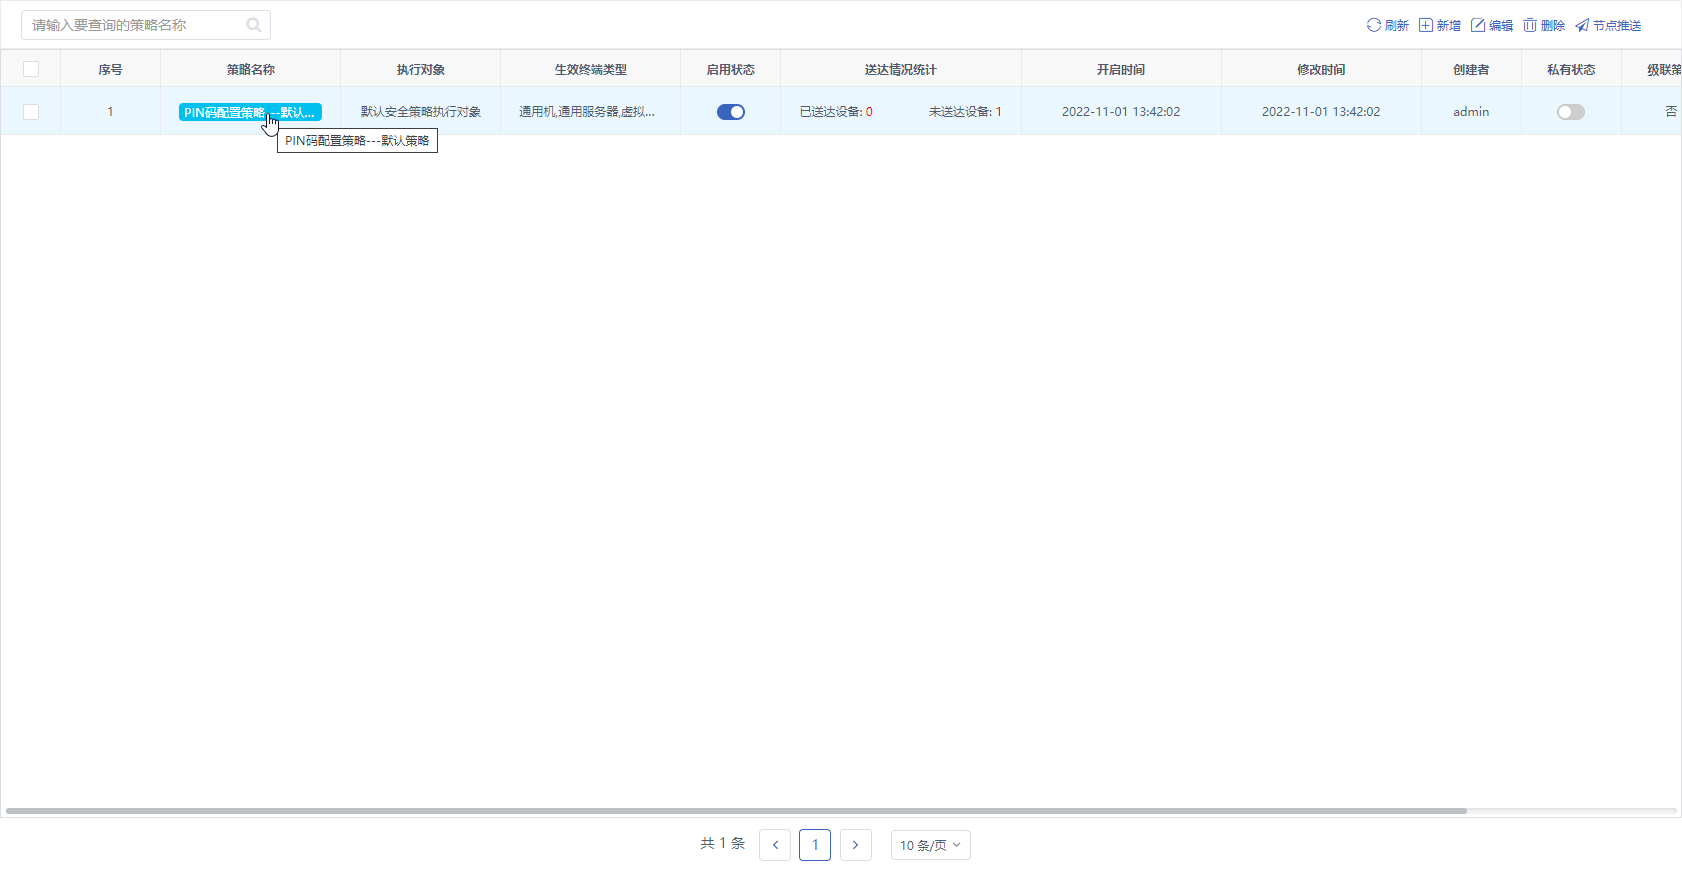 请输入要查询的策略名称
刷新 新增 编辑 删除 节点推送
序号 策略名称 执行对象 生效终端类型 启用状态 送达情况统计 开启时间 修改时间 创建者 私有状态 级联策
1 PIN码配置策略---默认... 默认安全策略执行对象 通用机,通用服务器,虚拟... 已送达设备: 0 未送达设备: 1 2022-11-01 13:42:02 2022-11-01 13:42:02 admin 否
PIN码配置策略---默认策略
共 1 条 1 10 条/页